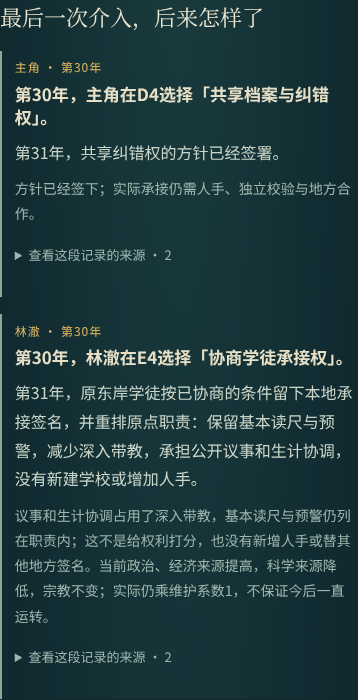 最后一次介入，后来怎样了
主角 · 第30年
第30年，主角在D4选择「共享档案与纠错
权」。
第31年，共享纠错权的方针已经签署。
方针已经签下；实际承接仍需人手、独立校验与地方合
作。
▶ 查看这段记录的来源 · 2
林澈 · 第30年
第30年，林澈在E4选择「协商学徒承接权」。
第31年，原东岸学徒按已协商的条件留下本地承
接签名，并重排原点职责：保留基本读尺与预
警，减少深入带教，承担公开议事和生计协调，
没有新建学校或增加人手。
议事和生计协调占用了深入带教，基本读尺与预警仍列
在职责内；这不是给权利打分，也没有新增人手或替其
他地方签名。当前政治、经济来源提高，科学来源降
低，宗教不变；实际仍乘维护系数1，不保证今后一直
运转。
▶ 查看这段记录的来源 · 2